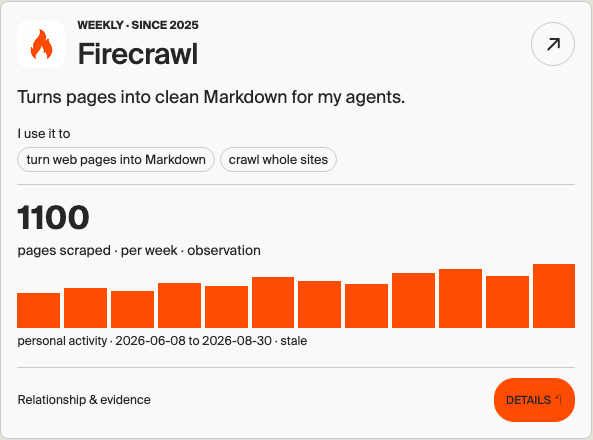 WEEKLY · SINCE 2025
Firecrawl
Turns pages into clean Markdown for my agents.
I use it to
turn web pages into Markdown
crawl whole sites
1100
pages scraped · per week · observation
personal activity · 2026-06-08 to 2026-08-30 · stale
Relationship & evidence
DETAILS